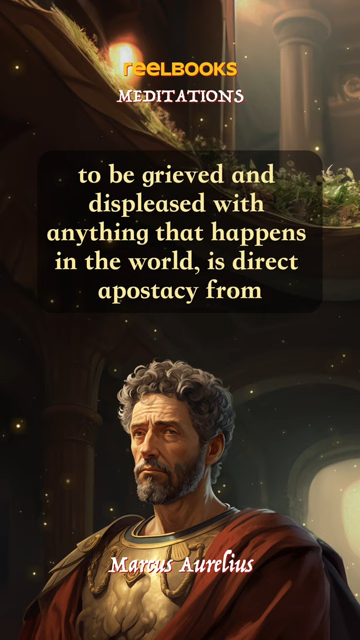 reelbooks
MEDITATIONS
to be grieved and
displeased with
anything that happens
in the world, is direct
apostacy from
Marcus Aurelius